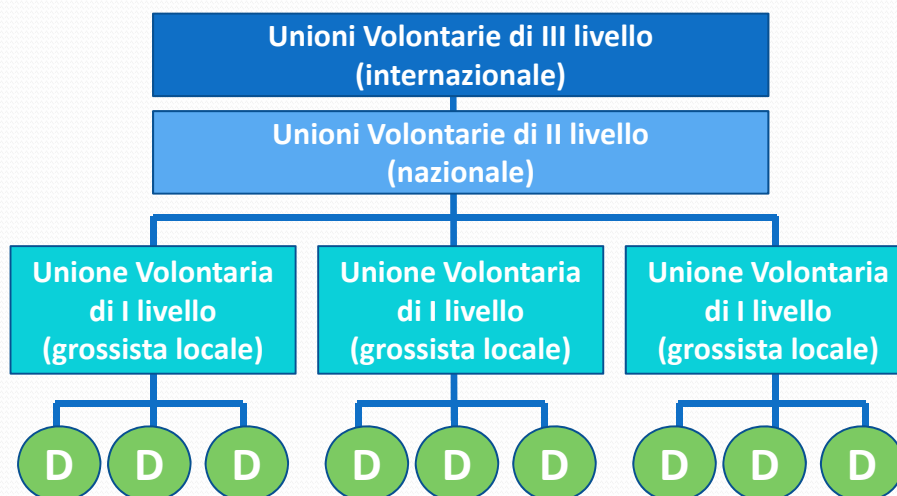 Unioni Volontarie di III livello
(internazionale)
Unioni Volontarie di II livello
(nazionale)
Unione Volontaria
di I livello
(grossista locale)
Unione Volontaria
di I livello
(grossista locale)
Unione Volontaria
di I livello
(grossista locale)
D D D D D D D D D